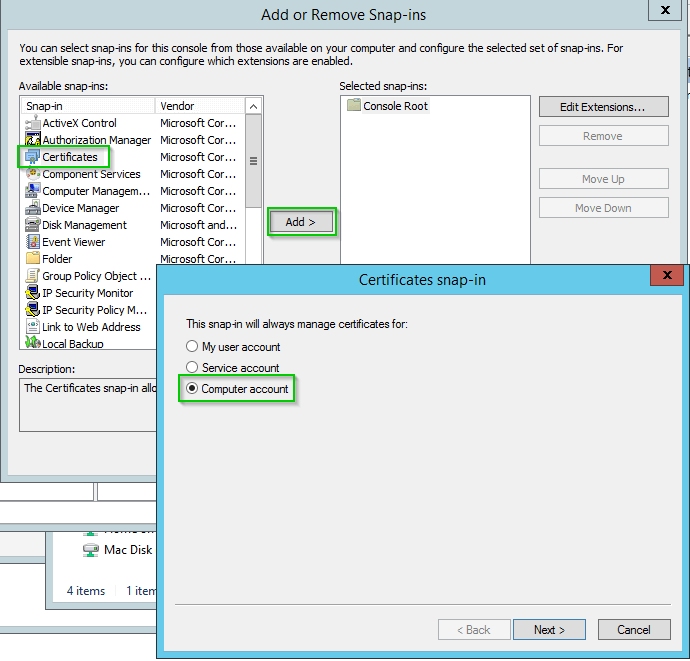 Add or Remove Snap-ins
x
You can select snap-ins for this console from those available on your computer and configure the selected set of snap-ins. For
extensible snap-ins, you can configure which extensions are enabled.
Available snap-ins:
Selected snap-ins:
Snap-in Vendor
ActiveX Control Microsoft Cor...
Authorization Manager Microsoft Cor...
Certificates Microsoft Cor...
Component Services Microsoft Cor...
Computer Managem... Microsoft Cor...
Device Manager Microsoft Cor...
Disk Management Microsoft and...
Event Viewer Microsoft Cor...
Folder Microsoft Cor...
Group Policy Object ...
IP Security Monitor
IP Security Policy M...
Link to Web Address
Local Backup
Add >
Console Root
Edit Extensions...
Remove
Move Up
Move Down
Description:
The Certificates snap-in allo
Mac Disk
4 items 1 item
Certificates snap-in
x
This snap-in will always manage certificates for:
My user account
Service account
Computer account
< Back Next > Cancel